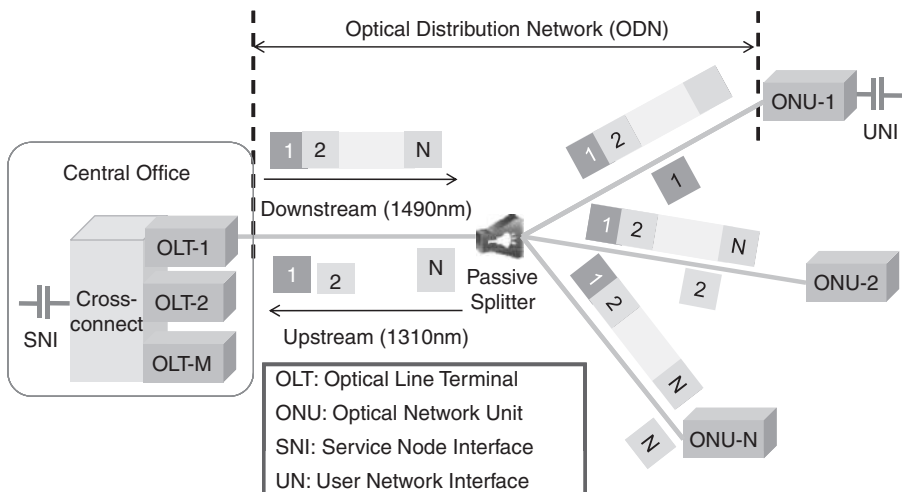 Optical Distribution Network (ODN)
ONU-1
UNI
1 2 N
1 2
1
Central Office
Downstream (1490nm)
OLT-1
1 2 N
ONU-2
2
Passive
Splitter
1 2 N
OLT-2
Cross-
connect
SNI
Upstream (1310nm)
OLT-M
1 2 N
N
ONU-N
OLT: Optical Line Terminal
ONU: Optical Network Unit
SNI: Service Node Interface
UN: User Network Interface